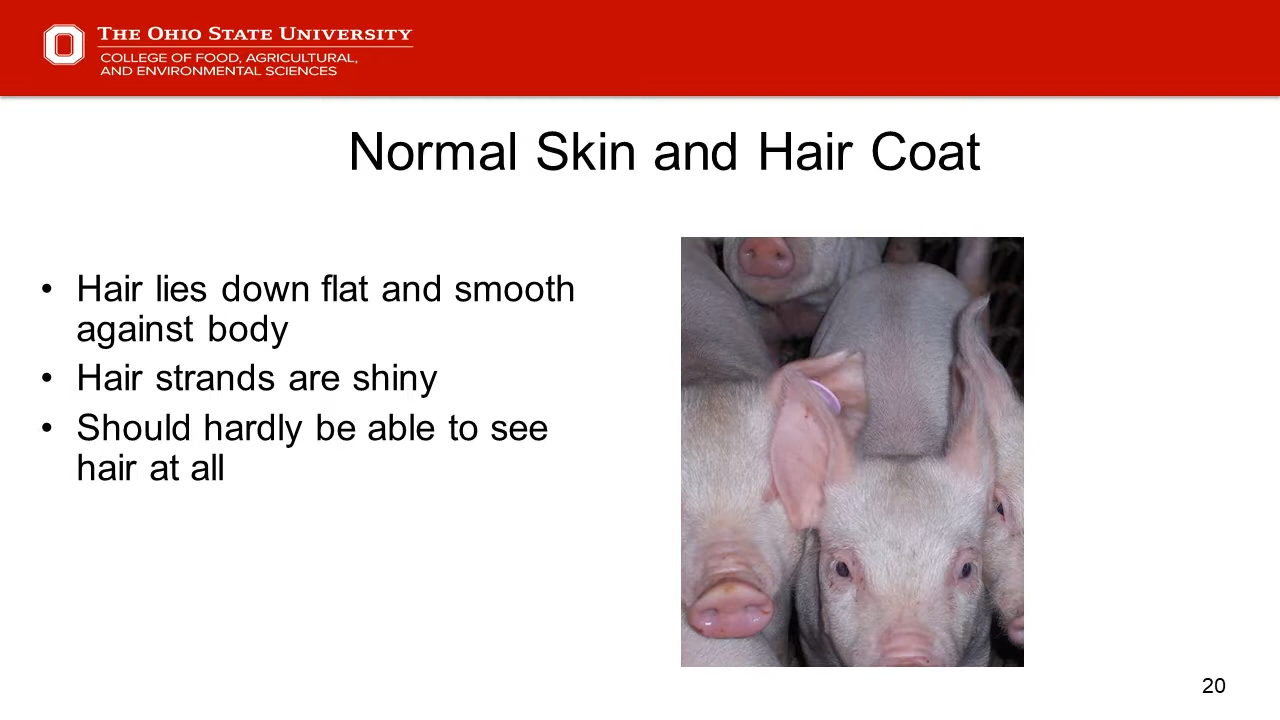 THE OHIO STATE UNIVERSITY
COLLEGE OF FOOD, AGRICULTURAL,
AND ENVIRONMENTAL SCIENCES
Normal Skin and Hair Coat
• Hair lies down flat and smooth
against body
• Hair strands are shiny
• Should hardly be able to see
hair at all
20